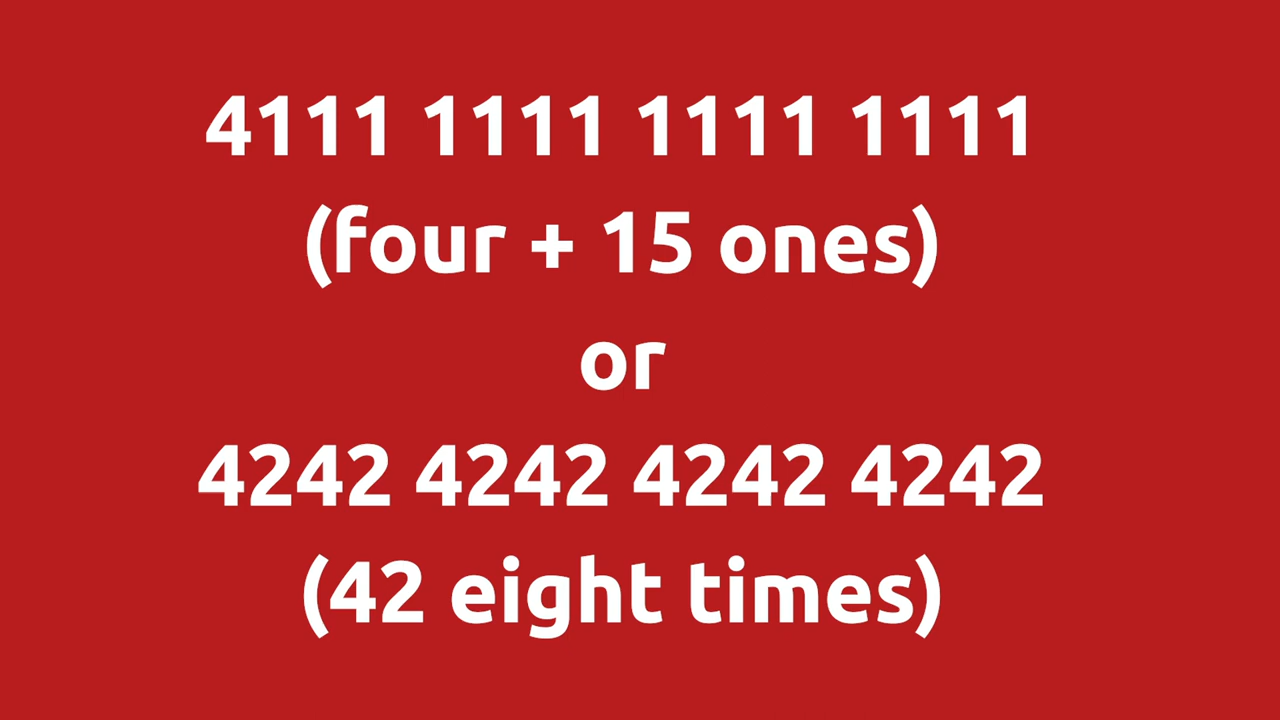 4111 1111 1111 1111
(four + 15 ones)
or
4242 4242 4242 4242
(42 eight times)